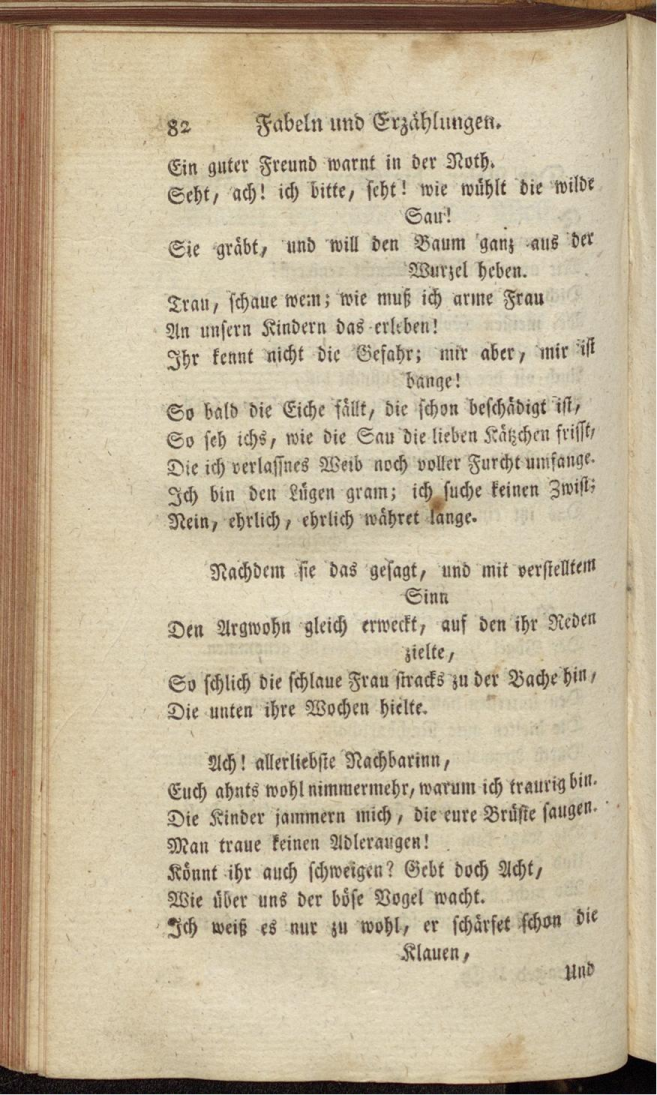 82 Fabeln und Erzählungen.
Ein guter Freund warnt in der Noth.
Seht, ach! ich bitte, seht! wie wühlt die wilde
Sau!
Sie gräbt, und will den Baum ganz aus der
Wurzel heben.
Trau, schaue wem; wie muß ich arme Frau
An unsern Kindern das erleben!
Ihr kennt nicht die Gefahr; mir aber, mir ist
bange!
So bald die Eiche fällt, die schon beschädigt ist,
So seh ichs, wie die Sau die lieben Kätzchen frisst,
Die ich verlassnes Weib noch voller Furcht umfange.
Ich bin den Lügen gram; ich suche keinen Zwist;
Nein, ehrlich, ehrlich währet lange.
Nachdem sie das gesagt, und mit verstelltem
Sinn
Den Argwohn gleich erweckt, auf den ihr Reden
zielte,
So schlich die schlaue Frau stracks zu der Bache hin,
Die unten ihre Wochen hielte.
Ach! allerliebste Nachbarinn,
Euch ahnts wohl nimmermehr, warum ich traurig bin.
Die Kinder jammern mich, die eure Brüste saugen.
Man traue keinen Adleraugen!
Könnt ihr auch schweigen? Gebt doch Acht,
Wie über uns der böse Vogel wacht.
Ich weiß es nur zu wohl, er schärfet schon die
Klauen,
Und